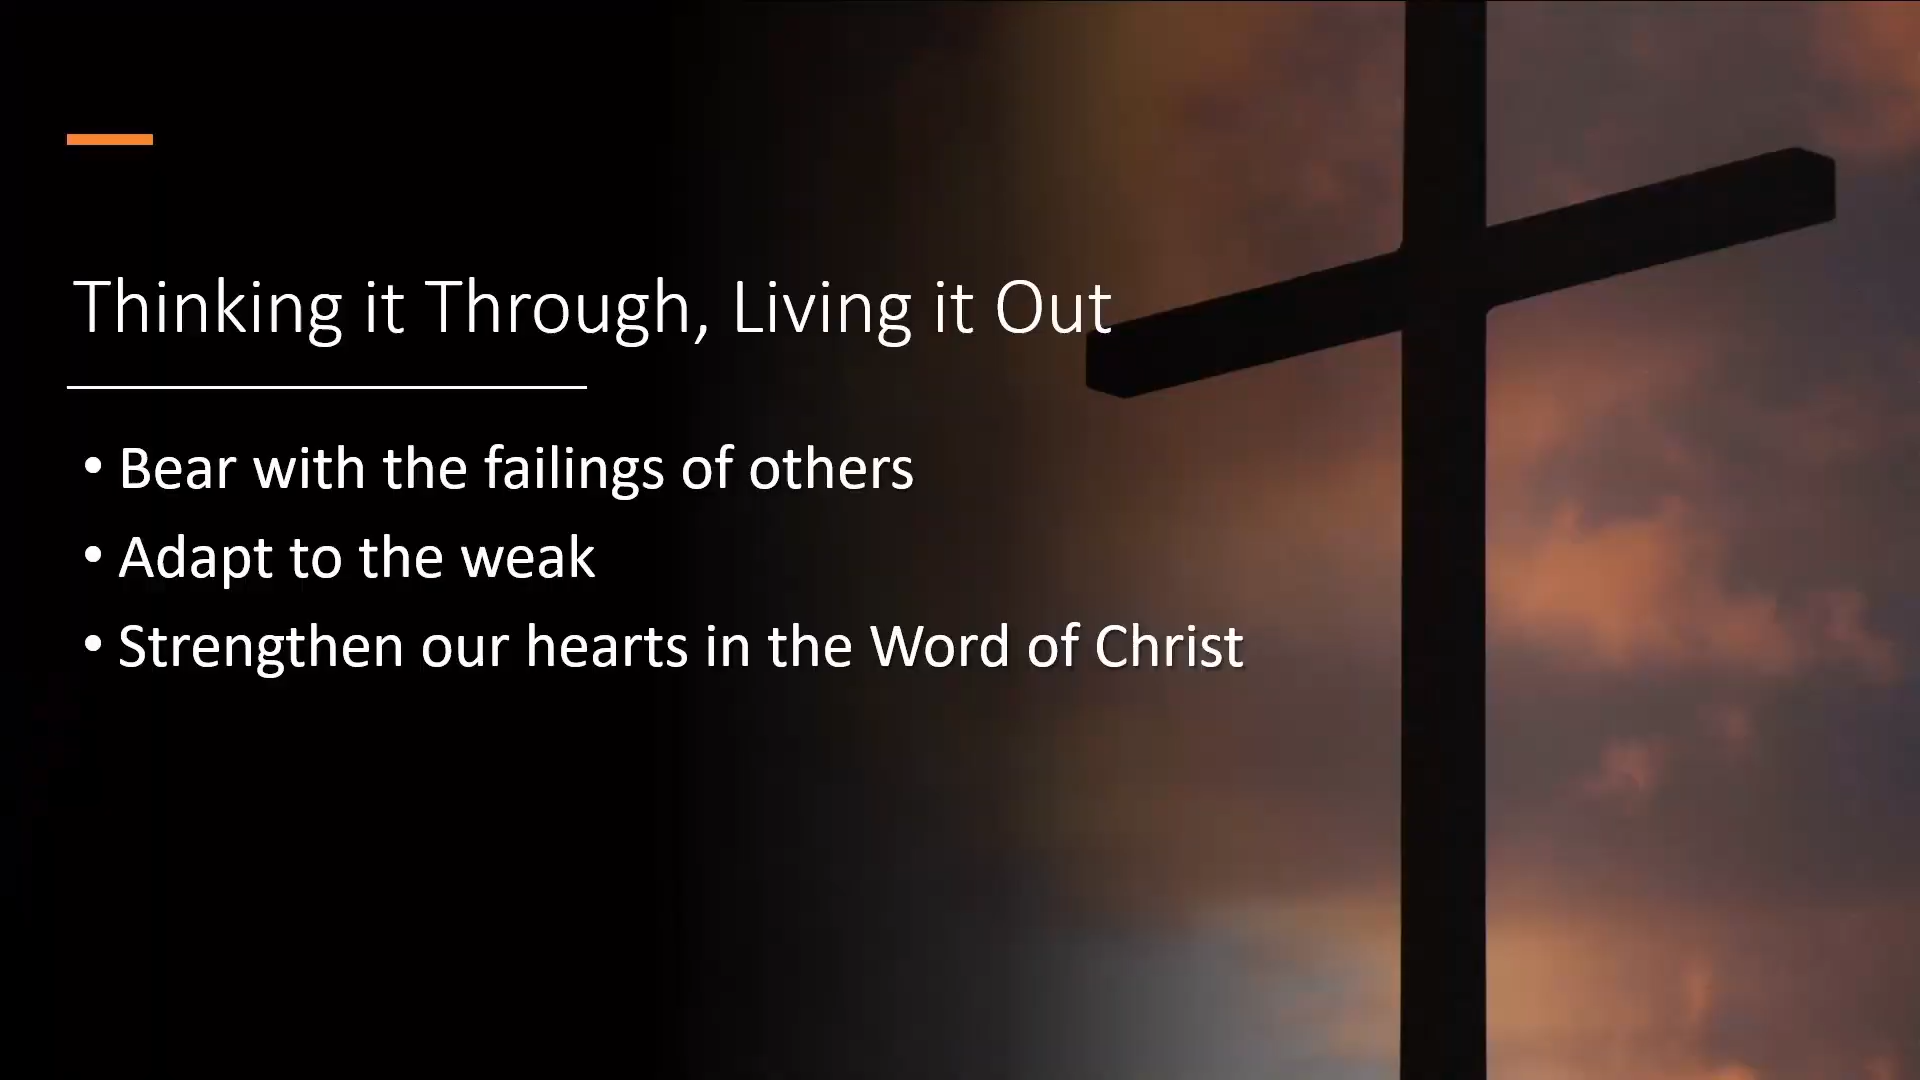 Thinking it Through, Living it Out
• Bear with the failings of others
• Adapt to the weak
• Strengthen our hearts in the Word of Christ